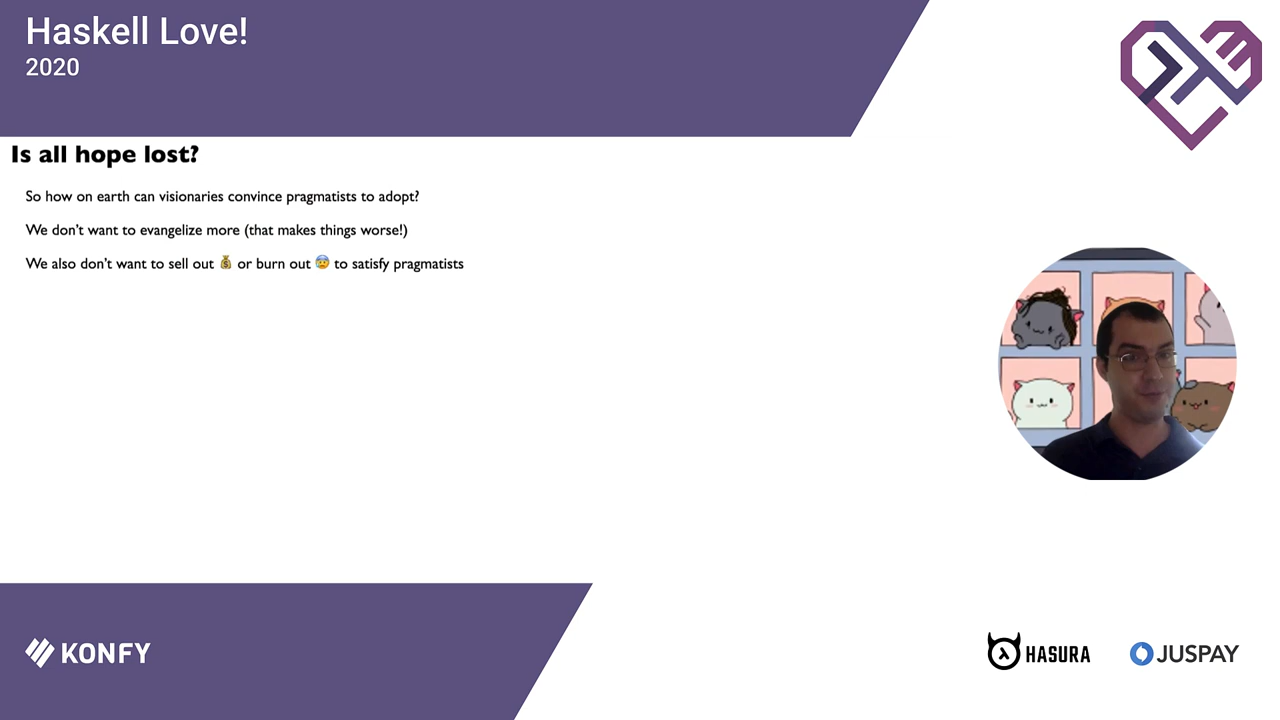 Haskell Love!
2020
Is all hope lost?
So how on earth can visionaries convince pragmatists to adopt?
We don’t want to evangelize more (that makes things worse!)
We also don’t want to sell out 💰 or burn out 😰 to satisfy pragmatists
KONFY
HASURA
JUSPAY